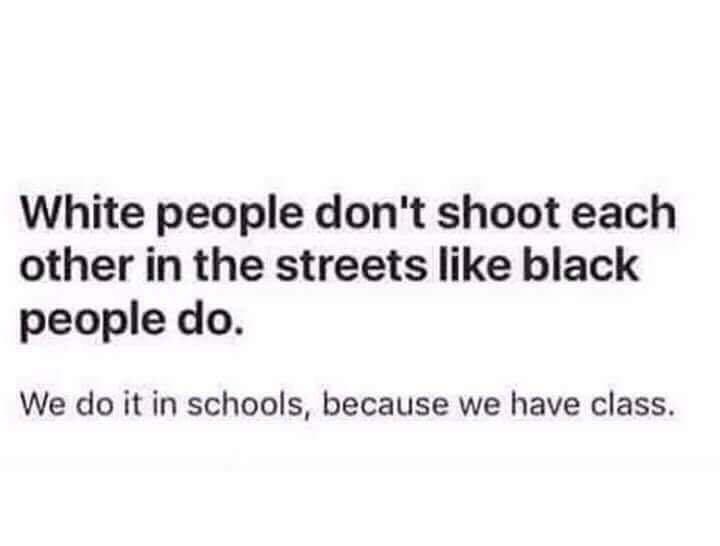 White people don't shoot each
other in the streets like black
people do.
We do it in schools, because we have class.